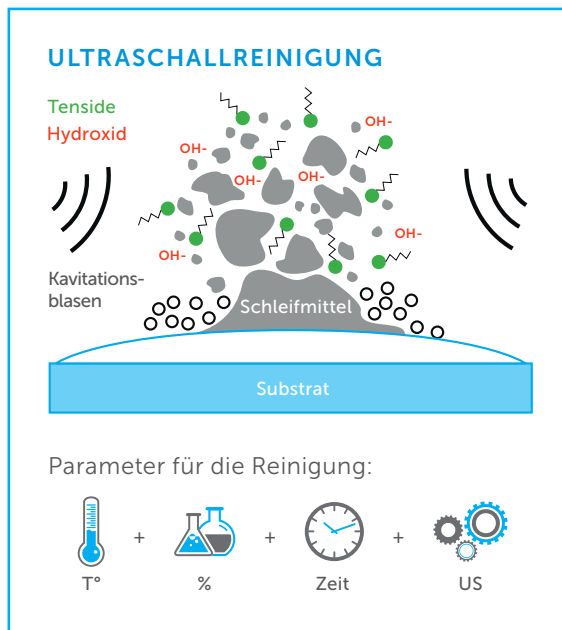 ULTRASCHALLREINIGUNG
Tenside
Hydroxid
OH-
OH-
OH-
OH-
OH-
OH-
Kavitations-
blasen
Schleifmittel
Substrat
Parameter für die Reinigung:
+ + +
T° % Zeit US